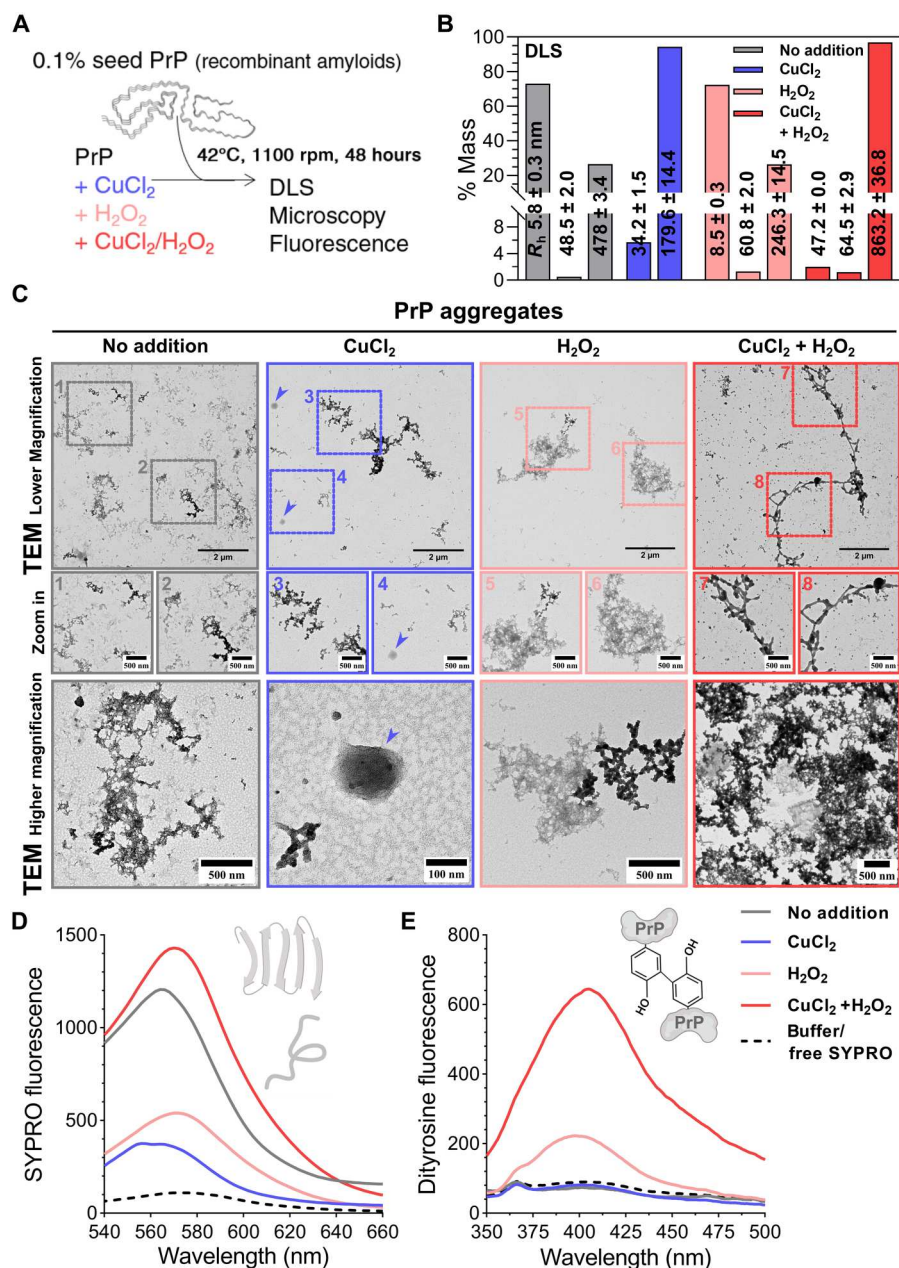 A
0.1% seed PrP (recombinant amyloids)
42ºC, 1100 rpm, 48 hours
PrP
+ CuCl₂
+ H₂O₂
+ CuCl₂/H₂O₂
DLS
Microscopy
Fluorescence
B
DLS
% Mass
100
80
60
40
20
8
4
0
No addition
CuCl₂
H₂O₂
CuCl₂
+ H₂O₂
Rₕ 5.8 ± 0.3 nm
48.5 ± 2.0
478 ± 3.4
34.2 ± 1.5
179.6 ± 14.4
8.5 ± 0.3
60.8 ± 2.0
246.3 ± 14.5
47.2 ± 0.0
64.5 ± 2.9
863.2 ± 36.8
C
PrP aggregates
No addition
CuCl₂
H₂O₂
CuCl₂ + H₂O₂
TEM Lower Magnification
1
2
2 µm
3
4
2 µm
5
6
2 µm
7
8
2 µm
Zoom in
1
500 nm
2
500 nm
3
500 nm
4
500 nm
5
500 nm
6
500 nm
7
500 nm
8
500 nm
TEM Higher magnification
500 nm
100 nm
500 nm
500 nm
D
SYPRO fluorescence
1500
1000
500
0
540 560 580 600 620 640 660
Wavelength (nm)
E
Dityrosine fluorescence
800
600
400
200
0
350 375 400 425 450 475 500
Wavelength (nm)
PrP
OH
HO
PrP
No addition
CuCl₂
H₂O₂
CuCl₂ +H₂O₂
Buffer/
free SYPRO